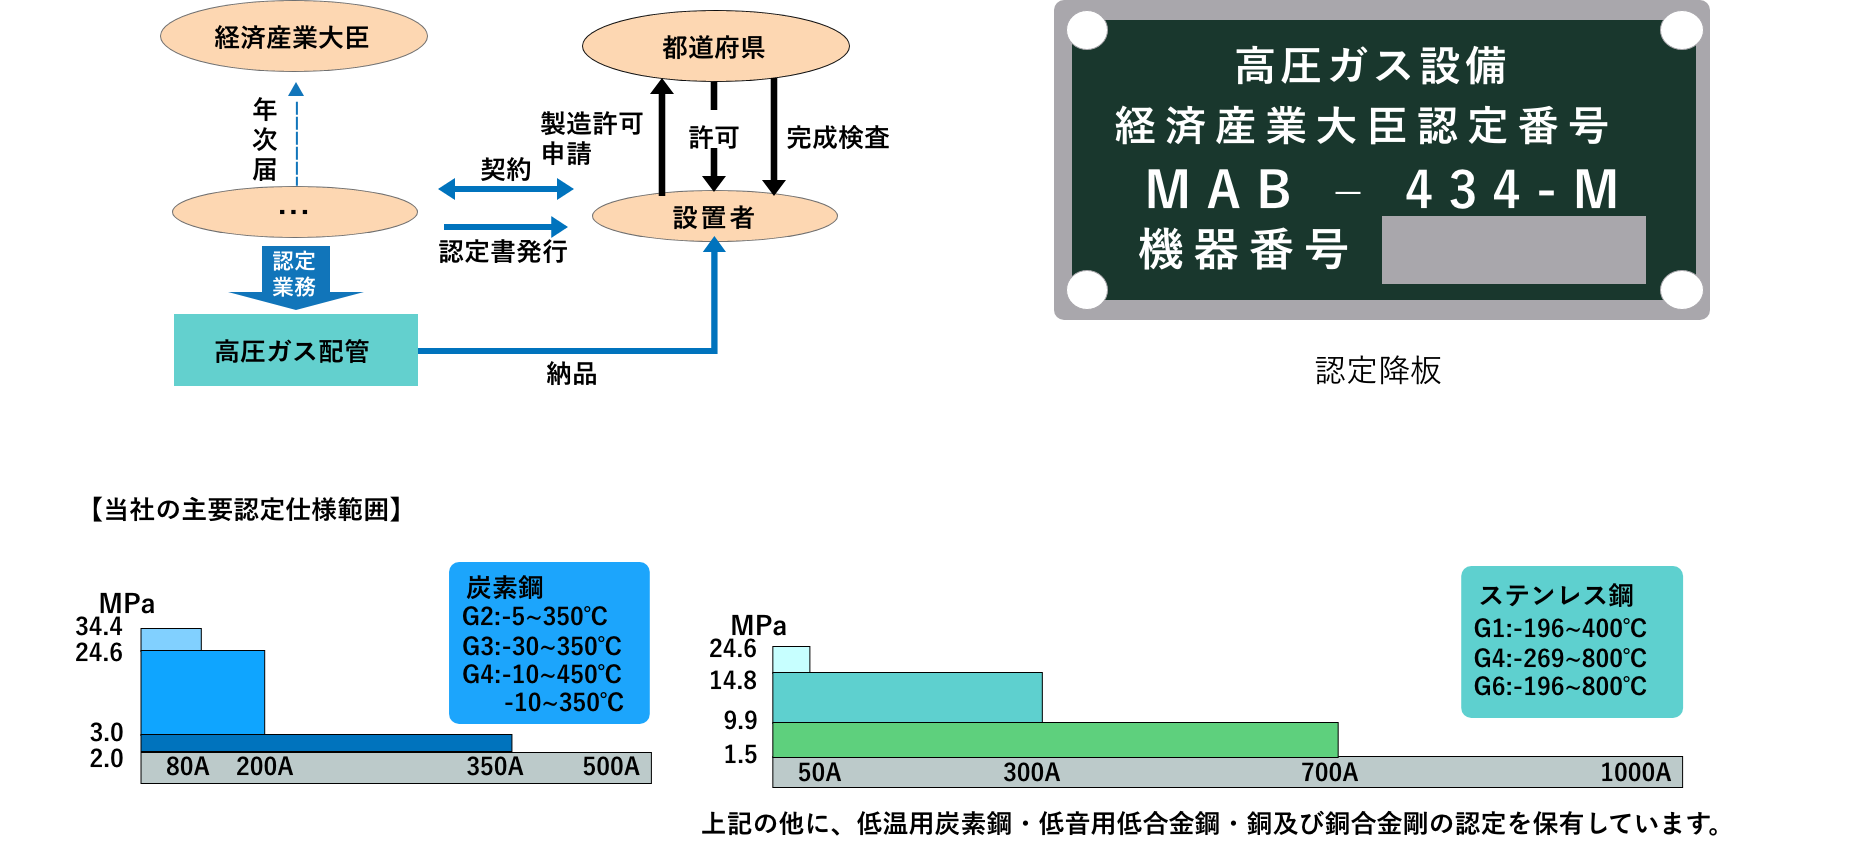 経済産業大臣
年次届
…
認定
業務
高圧ガス配管
契約
認定書発行
納品
都道府県
製造許可
申請
許可
完成検査
設置者
高圧ガス設備
経済産業大臣認定番号
MAB – 434-M
機器番号
認定降板
【当社の主要認定仕様範囲】
MPa
34.4
24.6
3.0
2.0
80A 200A 350A 500A
炭素鋼
G2:-5~350℃
G3:-30~350℃
G4:-10~450℃
-10~350℃
MPa
24.6
14.8
9.9
1.5
50A 300A 700A 1000A
ステンレス鋼
G1:-196~400℃
G4:-269~800℃
G6:-196~800℃
上記の他に、低温用炭素鋼・低音用低合金鋼・銅及び銅合金剛の認定を保有しています。